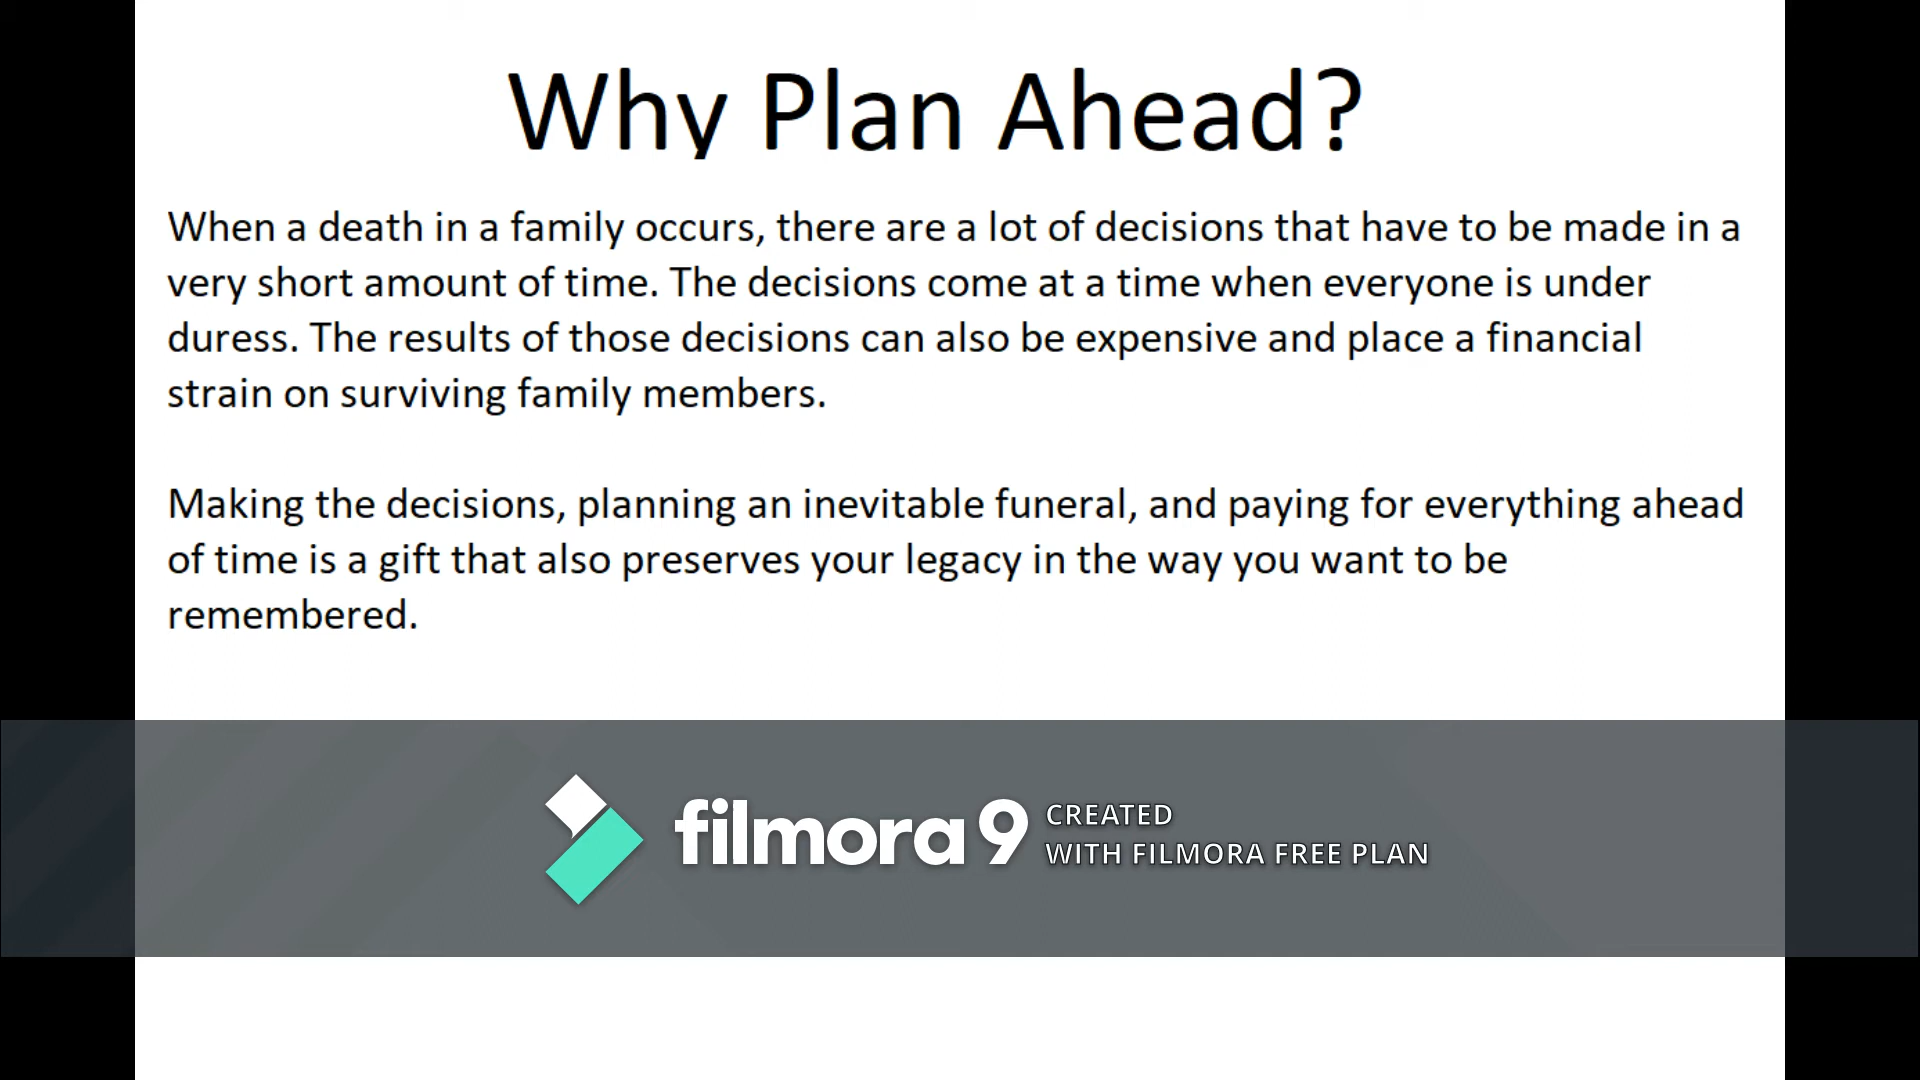 Why Plan Ahead?
When a death in a family occurs, there are a lot of decisions that have to be made in a
very short amount of time. The decisions come at a time when everyone is under
duress. The results of those decisions can also be expensive and place a financial
strain on surviving family members.
Making the decisions, planning an inevitable funeral, and paying for everything ahead
of time is a gift that also preserves your legacy in the way you want to be
remembered.
filmora9
CREATED
WITH FILMORA FREE PLAN